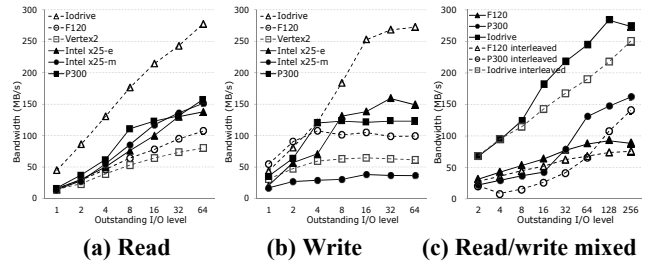 Bandwidth (MB/s)
300
250
200
150
100
50
0
Iodrive
F120
Vertex2
Intel x25-e
Intel x25-m
P300
1 2 4 8 16 32 64
Outstanding I/O level
(a) Read
Bandwidth (MB/s)
300
250
200
150
100
50
0
Iodrive
F120
Vertex2
Intel x25-e
Intel x25-m
P300
1 2 4 8 16 32 64
Outstanding I/O level
(b) Write
Bandwidth (MB/s)
300
250
200
150
100
50
0
F120
P300
Iodrive
F120 interleaved
P300 interleaved
Iodrive interleaved
2 4 8 16 32 64 128 256
Outstanding I/O level
(c) Read/write mixed